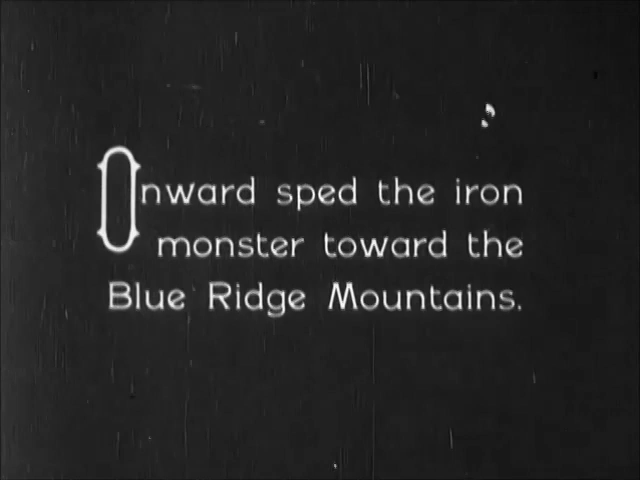 Onward sped the iron
monster toward the
Blue Ridge Mountains.